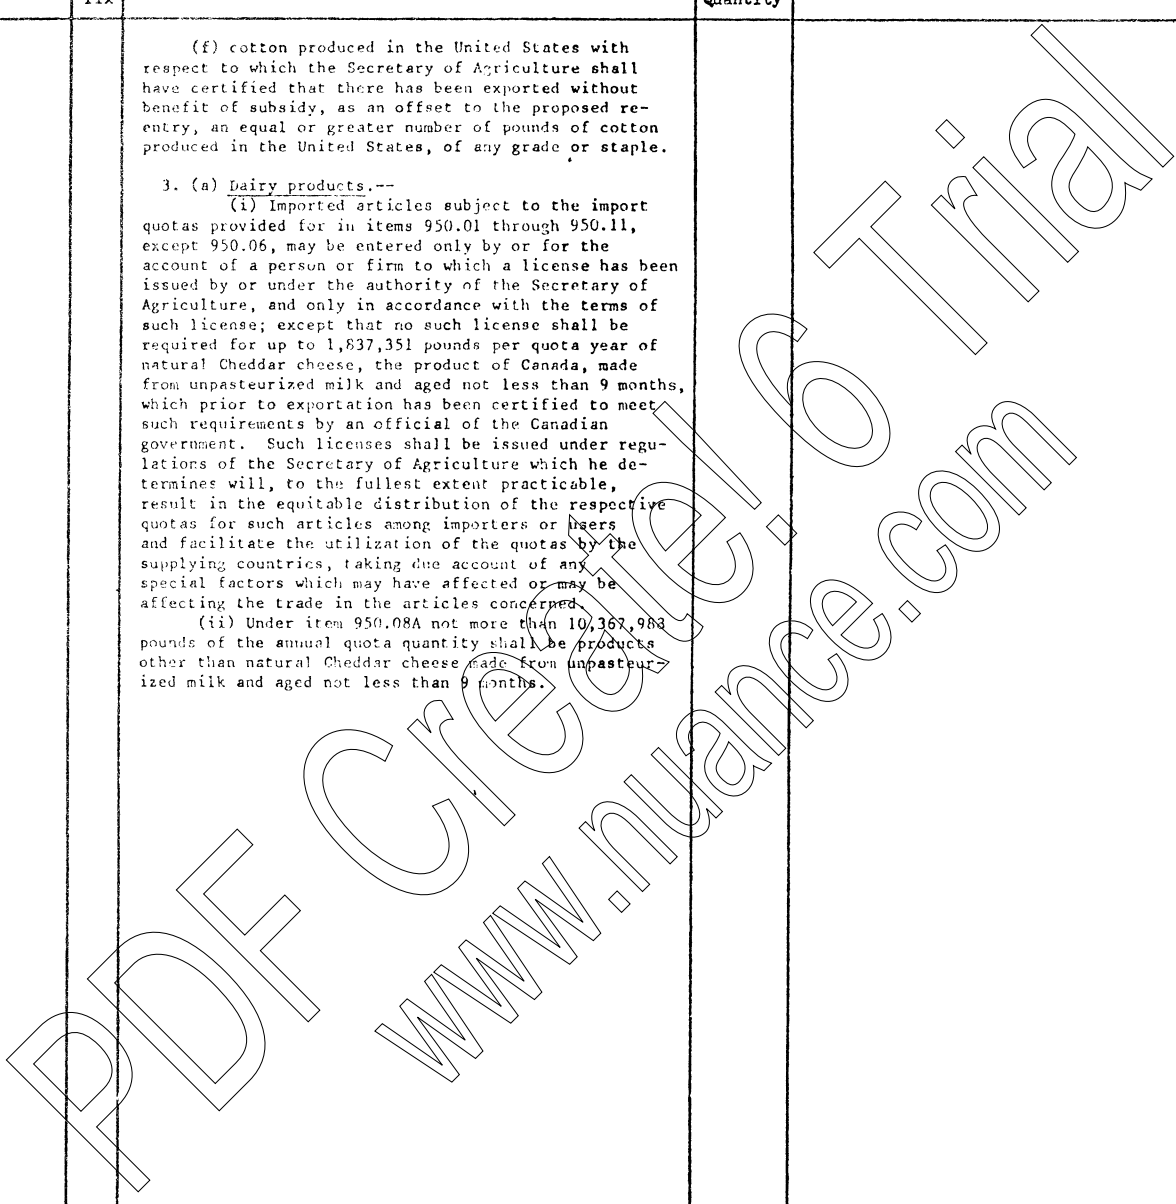 Quantity
(f) cotton produced in the United States with
respect to which the Secretary of Agriculture shall
have certified that there has been exported without
benefit of subsidy, as an offset to the proposed re-
entry, an equal or greater number of pounds of cotton
produced in the United States, of any grade or staple.
3. (a) Dairy products.--
(i) Imported articles subject to the import
quotas provided for in items 950.01 through 950.11,
except 950.06, may be entered only by or for the
account of a person or firm to which a license has been
issued by or under the authority of the Secretary of
Agriculture, and only in accordance with the terms of
such license; except that no such license shall be
required for up to 1,837,351 pounds per quota year of
natural Cheddar cheese, the product of Canada, made
from unpasteurized milk and aged not less than 9 months,
which prior to exportation has been certified to meet
such requirements by an official of the Canadian
government. Such licenses shall be issued under regu-
lations of the Secretary of Agriculture which he de-
termines will, to the fullest extent practicable,
result in the equitable distribution of the respective
quotas for such articles among importers or users
and facilitate the utilization of the quotas by the
supplying countries, taking due account of any
special factors which may have affected or may be
affecting the trade in the articles concerned.
(ii) Under item 950.08A not more than 10,367,983
pounds of the annual quota quantity shall be products
other than natural Cheddar cheese made from unpasteur-
ized milk and aged not less than 9 months.
PDF Create! 6 Trial
www.nuance.com